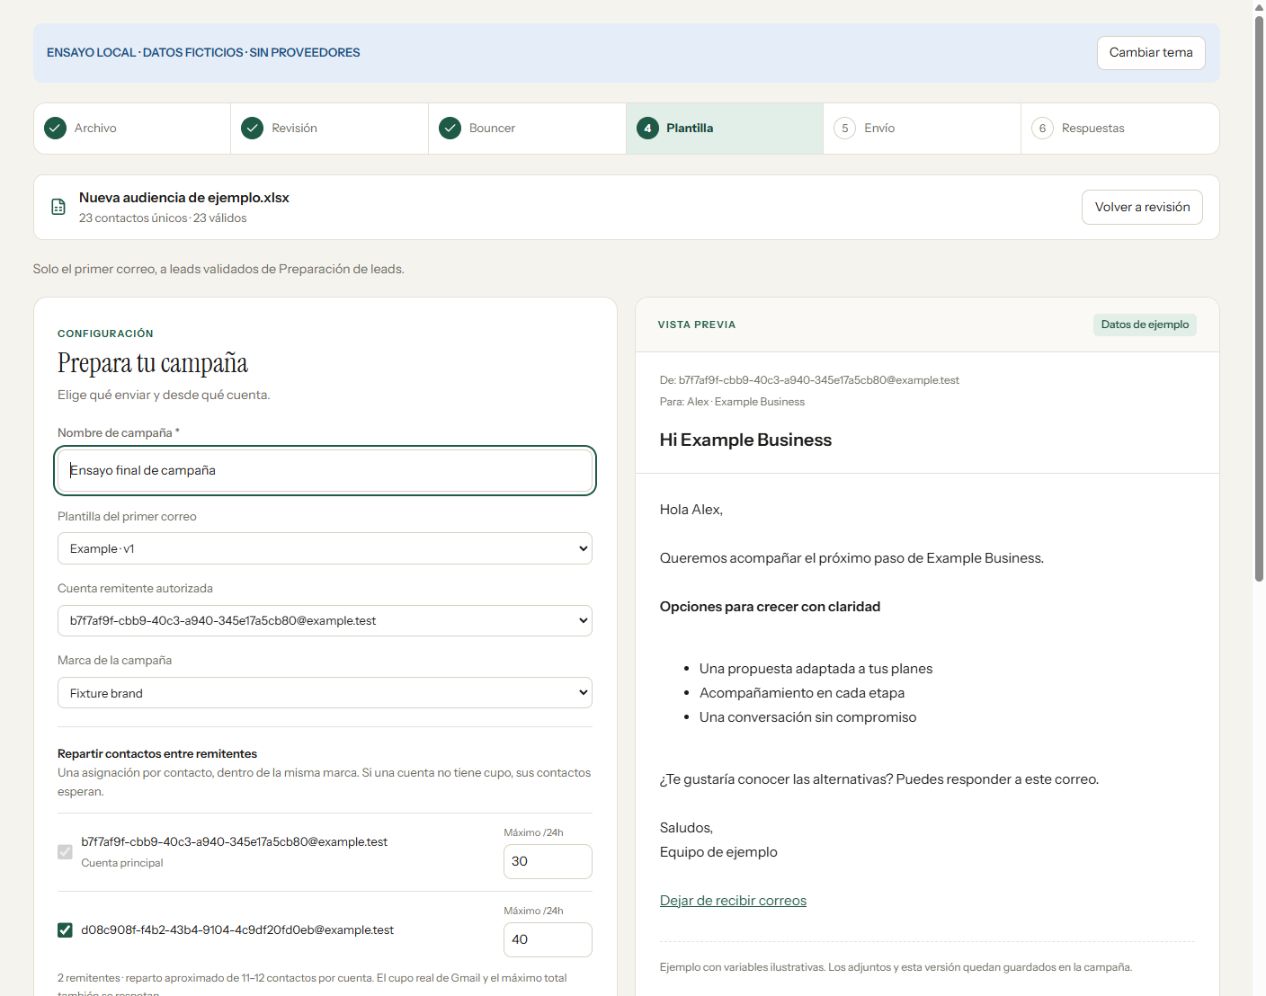 ENSAYO LOCAL · DATOS FICTICIOS · SIN PROVEEDORES
Cambiar tema
Archivo
Revisión
Bouncer
4 Plantilla
5 Envío
6 Respuestas
Nueva audiencia de ejemplo.xlsx
23 contactos únicos · 23 válidos
Volver a revisión
Solo el primer correo, a leads validados de Preparación de leads.
CONFIGURACIÓN
Prepara tu campaña
Elige qué enviar y desde qué cuenta.
Nombre de campaña *
Ensayo final de campaña
Plantilla del primer correo
Example · v1
Cuenta remitente autorizada
b7f7af9f-cbb9-40c3-a940-345e17a5cb80@example.test
Marca de la campaña
Fixture brand
Repartir contactos entre remitentes
Una asignación por contacto, dentro de la misma marca. Si una cuenta no tiene cupo, sus contactos
esperan.
b7f7af9f-cbb9-40c3-a940-345e17a5cb80@example.test
Cuenta principal
Máximo /24h
30
d08c908f-f4b2-43b4-9104-4c9df20fd0eb@example.test
Máximo /24h
40
2 remitentes · reparto aproximado de 11–12 contactos por cuenta. El cupo real de Gmail y el máximo total
también se respetan.
VISTA PREVIA
Datos de ejemplo
De: b7f7af9f-cbb9-40c3-a940-345e17a5cb80@example.test
Para: Alex · Example Business
Hi Example Business
Hola Alex,
Queremos acompañar el próximo paso de Example Business.
Opciones para crecer con claridad
• Una propuesta adaptada a tus planes
• Acompañamiento en cada etapa
• Una conversación sin compromiso
¿Te gustaría conocer las alternativas? Puedes responder a este correo.
Saludos,
Equipo de ejemplo
Dejar de recibir correos
Ejemplo con variables ilustrativas. Los adjuntos y esta versión quedan guardados en la campaña.